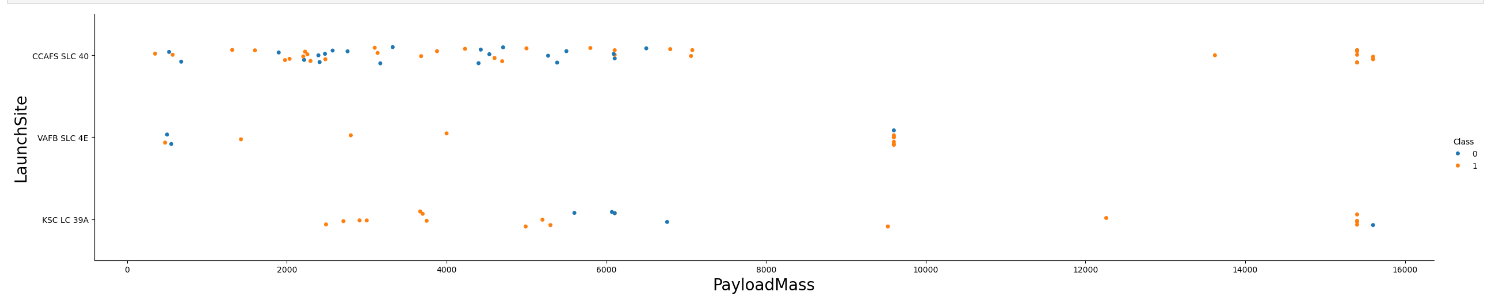 LaunchSite
CCAFS SLC 40
VAFB SLC 4E
KSC LC 39A
0 2000 4000 6000 8000 10000 12000 14000 16000
PayloadMass
Class
0
1